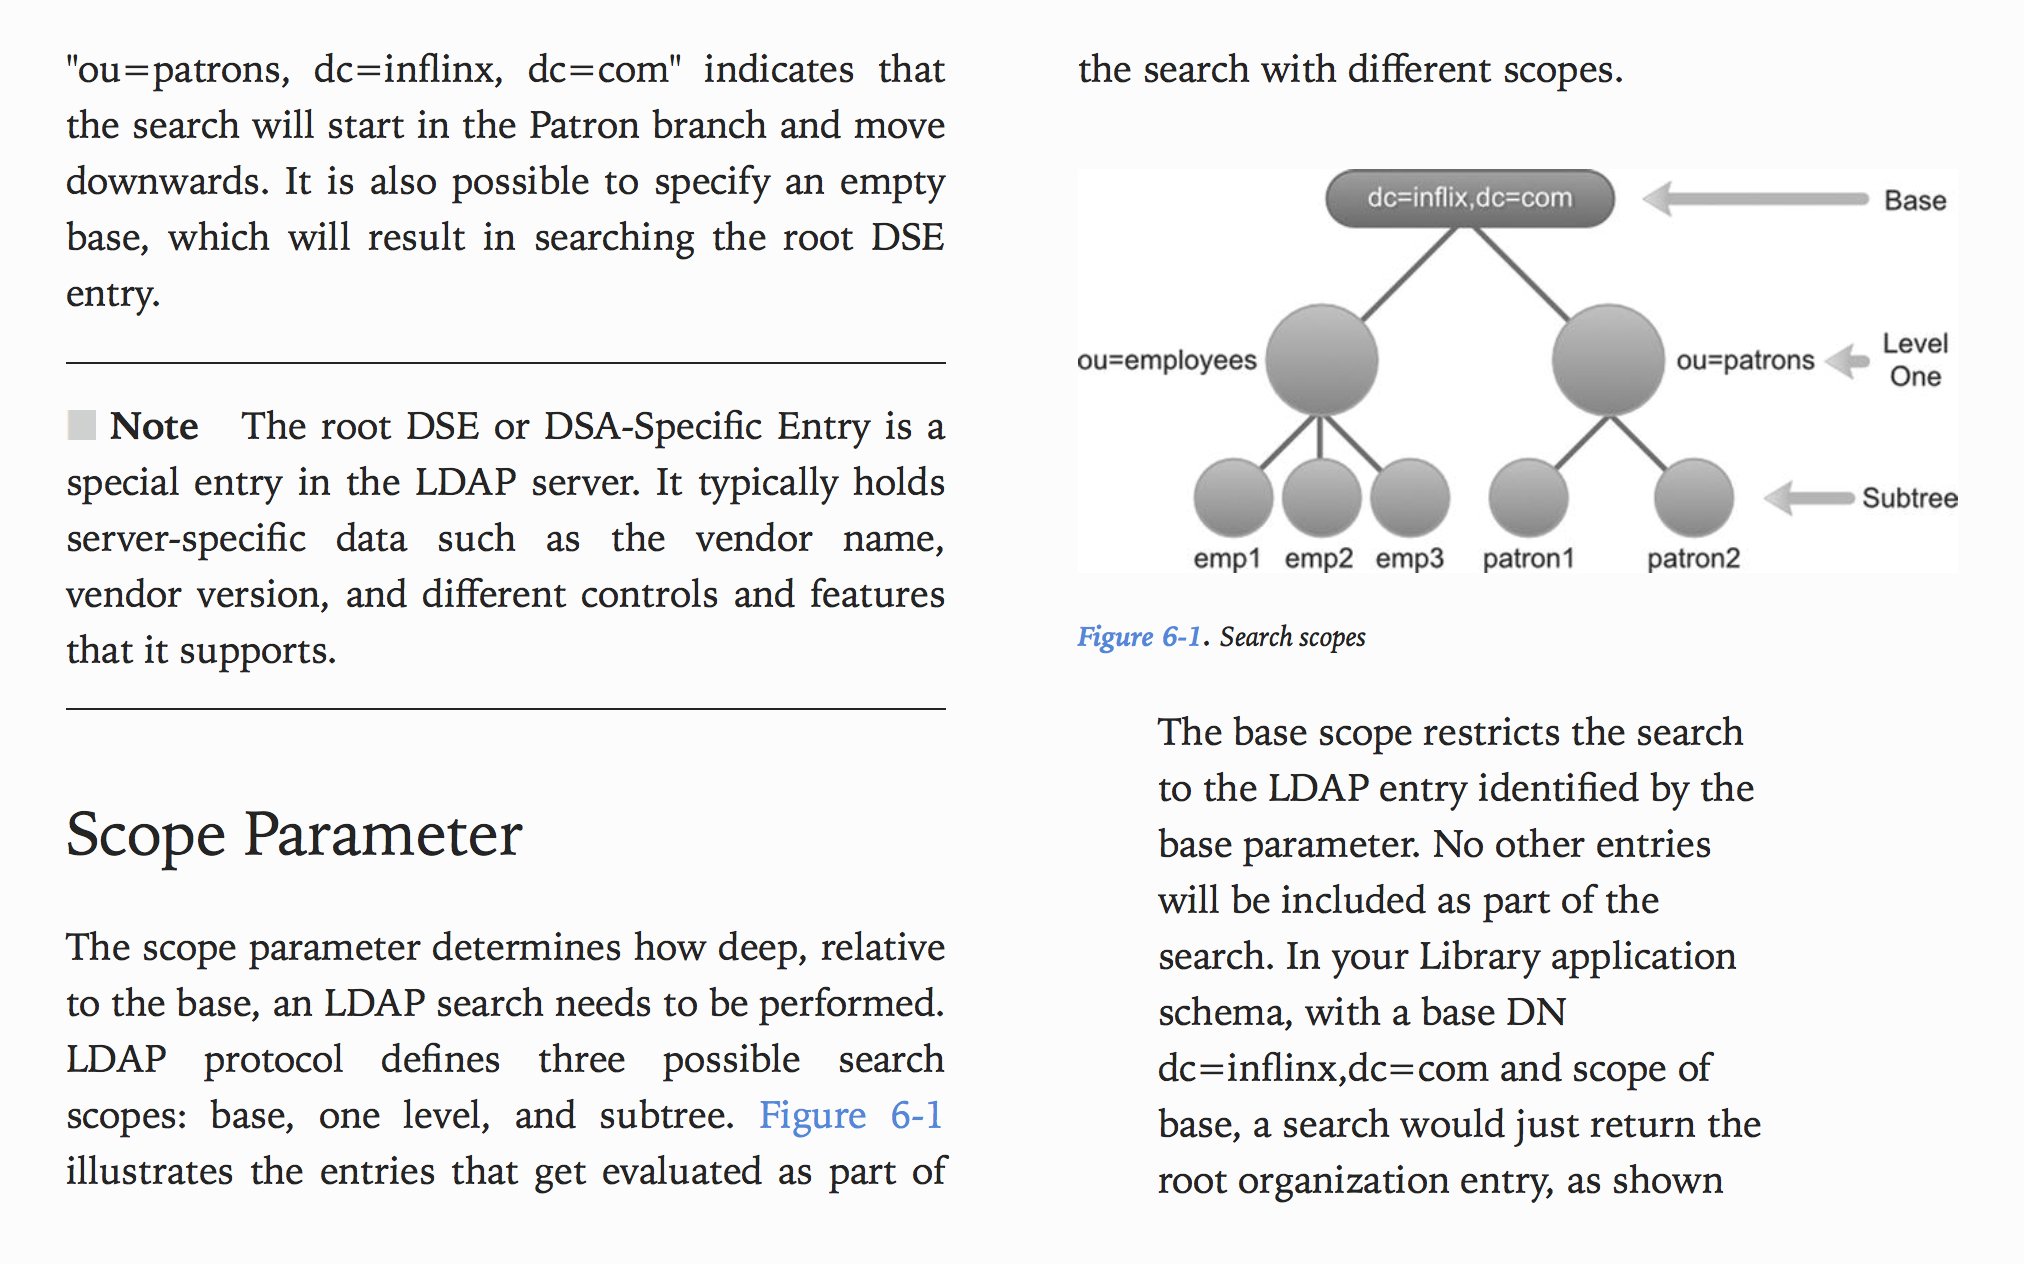 "ou=patrons, dc=inflinx, dc=com" indicates that
the search will start in the Patron branch and move
downwards. It is also possible to specify an empty
base, which will result in searching the root DSE
entry.
Note The root DSE or DSA-Specific Entry is a
special entry in the LDAP server. It typically holds
server-specific data such as the vendor name,
vendor version, and different controls and features
that it supports.
Scope Parameter
The scope parameter determines how deep, relative
to the base, an LDAP search needs to be performed.
LDAP protocol defines three possible search
scopes: base, one level, and subtree. Figure 6-1
illustrates the entries that get evaluated as part of
the search with different scopes.
dc=inflix,dc=com
Base
ou=employees
ou=patrons
Level
One
Subtree
emp1 emp2 emp3 patron1 patron2
Figure 6-1. Search scopes
The base scope restricts the search
to the LDAP entry identified by the
base parameter. No other entries
will be included as part of the
search. In your Library application
schema, with a base DN
dc=inflinx,dc=com and scope of
base, a search would just return the
root organization entry, as shown